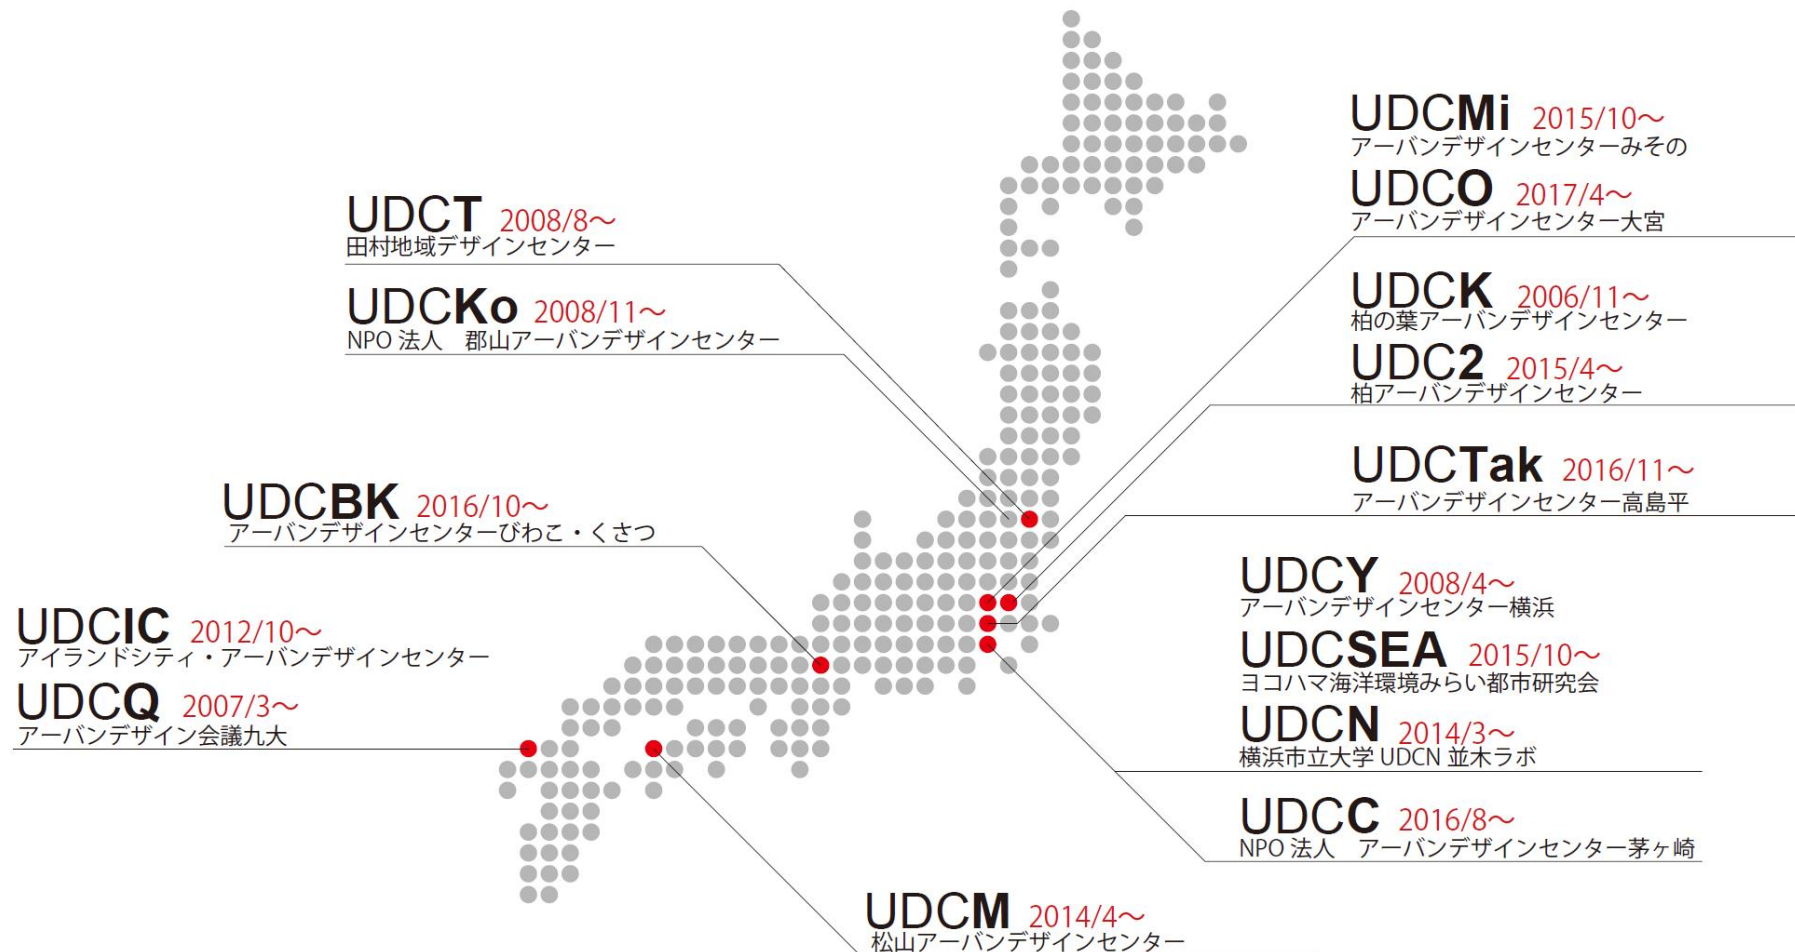 UDCT 2008/8～
田村地域デザインセンター
UDCKo 2008/11～
NPO 法人　郡山アーバンデザインセンター
UDCBK 2016/10～
アーバンデザインセンターびわこ・くさつ
UDCIC 2012/10～
アイランドシティ・アーバンデザインセンター
UDCQ 2007/3～
アーバンデザイン会議九大
UDCMi 2015/10～
アーバンデザインセンターみその
UDCO 2017/4～
アーバンデザインセンター大宮
UDCK 2006/11～
柏の葉アーバンデザインセンター
UDC2 2015/4～
柏アーバンデザインセンター
UDCTak 2016/11～
アーバンデザインセンター高島平
UDCY 2008/4～
アーバンデザインセンター横浜
UDCSEA 2015/10～
ヨコハマ海洋環境みらい都市研究会
UDCN 2014/3～
横浜市立大学 UDCN 並木ラボ
UDCC 2016/8～
NPO 法人　アーバンデザインセンター茅ヶ崎
UDCM 2014/4～
松山アーバンデザインセンター